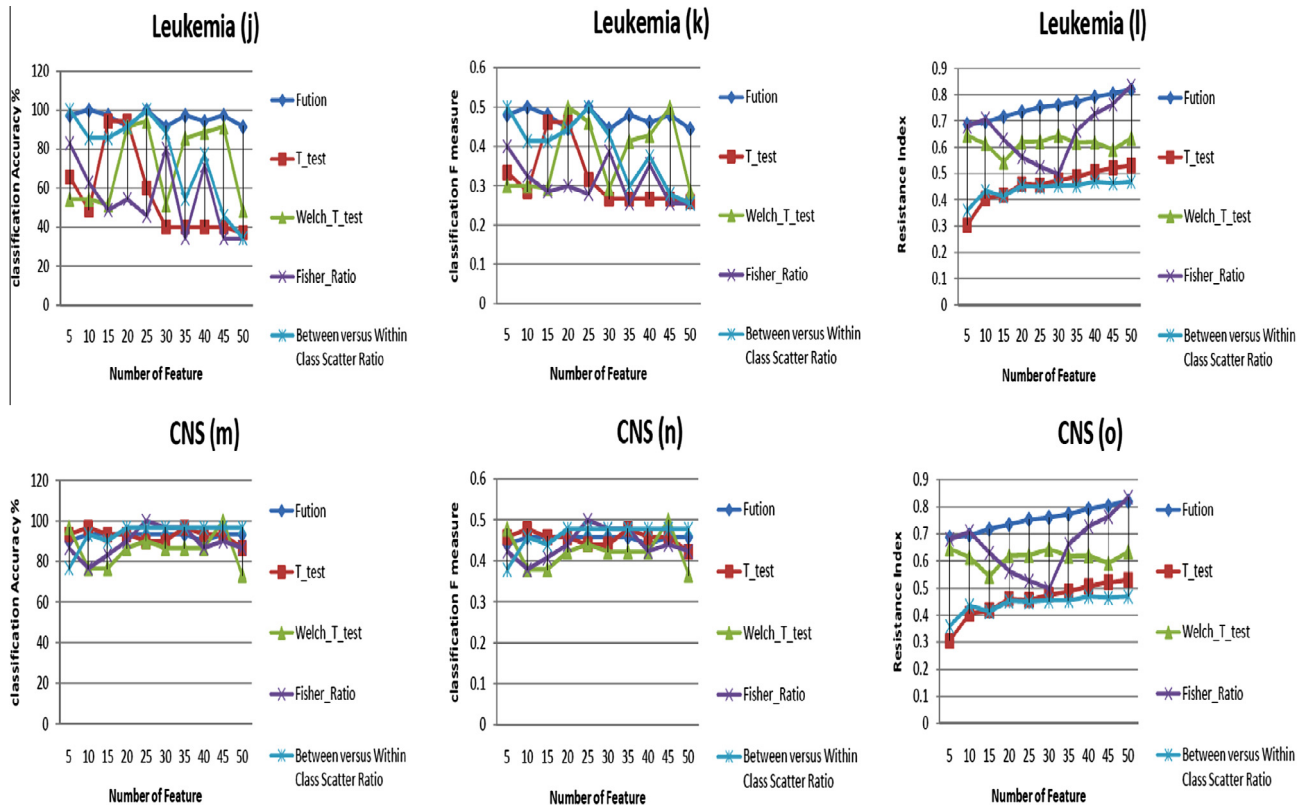 Leukemia (j)
classification Accuracy %
120
100
80
60
40
20
0
5 10 15 20 25 30 35 40 45 50
Number of Feature
Fution
T_test
Welch_T_test
Fisher_Ratio
Between versus Within
Class Scatter Ratio
Leukemia (k)
classification F measure
0.6
0.5
0.4
0.3
0.2
0.1
0
5 10 15 20 25 30 35 40 45 50
Number of Feature
Fution
T_test
Welch_T_test
Fisher_Ratio
Between versus Within
Class Scatter Ratio
Leukemia (l)
Resistance Index
0.9
0.8
0.7
0.6
0.5
0.4
0.3
0.2
0.1
0
5 10 15 20 25 30 35 40 45 50
Number of Feature
Fution
T_test
Welch_T_test
Fisher_Ratio
Between versus Within
Class Scatter Ratio
CNS (m)
classification Accuracy %
120
100
80
60
40
20
0
5 10 15 20 25 30 35 40 45 50
Number of Feature
Fution
T_test
Welch_T_test
Fisher_Ratio
Between versus Within
Class Scatter Ratio
CNS (n)
classification F measure
0.6
0.5
0.4
0.3
0.2
0.1
0
5 10 15 20 25 30 35 40 45 50
Number of Feature
Fution
T_test
Welch_T_test
Fisher_Ratio
Between versus Within
Class Scatter Ratio
CNS (o)
Resistance Index
0.9
0.8
0.7
0.6
0.5
0.4
0.3
0.2
0.1
0
5 10 15 20 25 30 35 40 45 50
Number of Feature
Fution
T_test
Welch_T_test
Fisher_Ratio
Between versus Within
Class Scatter Ratio